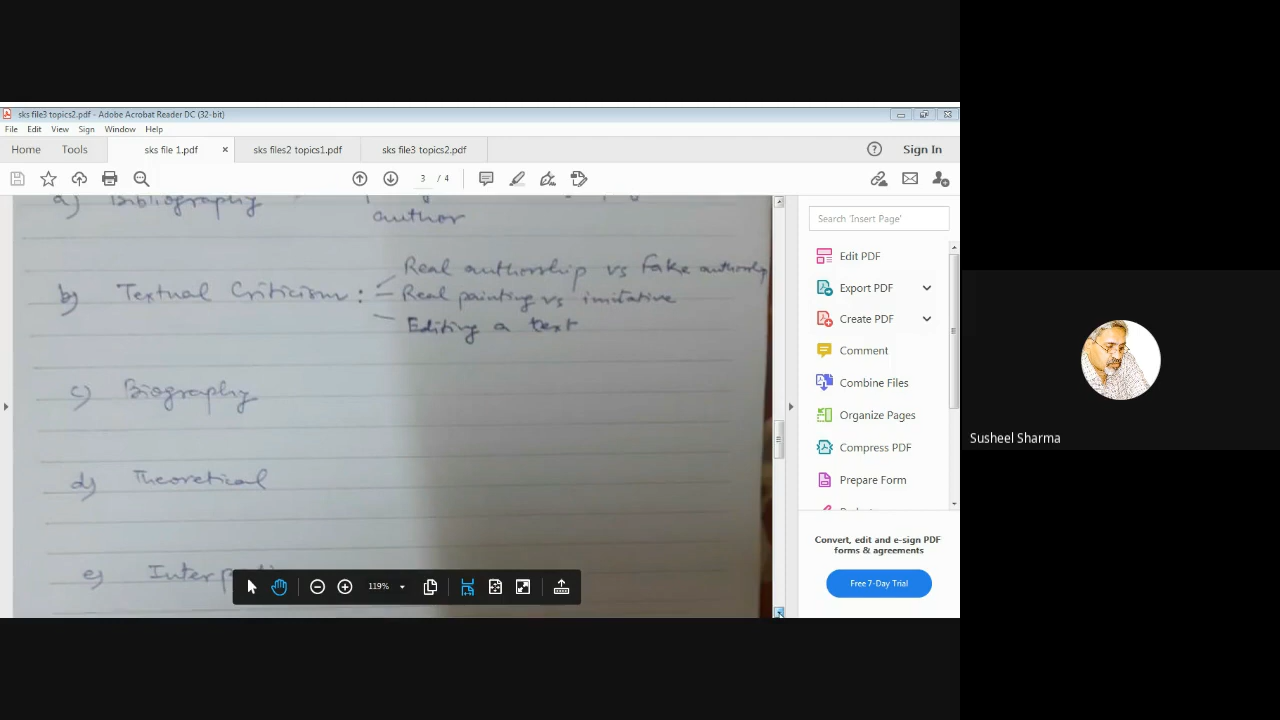 sks file3 topics2.pdf - Adobe Acrobat Reader DC (32-bit)
File Edit View Sign Window Help
Home Tools sks file 1.pdf × sks files2 topics1.pdf sks file3 topics2.pdf ? Sign In
3 / 4
a) Bibliography
author
b) Textual Criticism : Real authorship vs fake authorship
Real painting vs imitative
Editing a text
c) Biography
d) Theoretical
e)
119%
Search 'Insert Page'
Edit PDF
Export PDF
Create PDF
Comment
Combine Files
Organize Pages
Compress PDF
Prepare Form
Convert, edit and e-sign PDF
forms & agreements
Free 7-Day Trial
Susheel Sharma